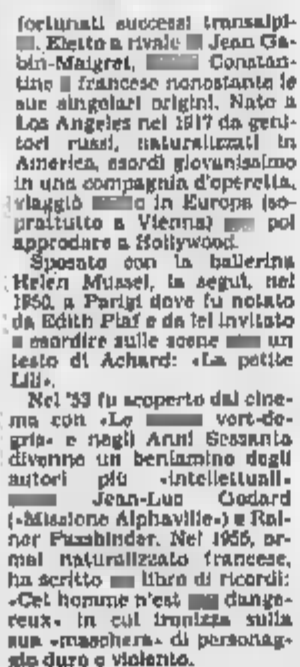 fortunati successi transalpi-
Eletto a rivale Jean Ga-
bin-Maigret, Constan-
tine francese nonostante le
sue singolari origini. Nato a
Los Angeles nel 1917 da geni-
tori russi, naturalizzati in
America, esordì giovanissimo
in una compagnia d'operetta,
viaggiò in Europa (so-
prattutto a Vienna) poi
approdare a Hollywood.
Sposato con la ballerina
Helen Mussel, la seguì, nel
1950, a Parigi dove fu notato
da Edith Piaf e da lei invitato
a esordire sulle scene un
testo di Achard: «La petite
Lili».
Nel '53 fu scoperto dal cine-
ma con «Le vert-de-
gris» e negli Anni Sessanta
divenne un beniamino degli
autori più «intellettuali»
Jean-Luc Godard
(«Missione Alphaville») e Rai-
ner Fassbinder. Nel 1955, or-
mai naturalizzato francese,
ha scritto libro di ricordi:
«Cet homme n'est dange-
reux» in cui ironizza sulla
sua «maschera» di personag-
gio duro e violento.